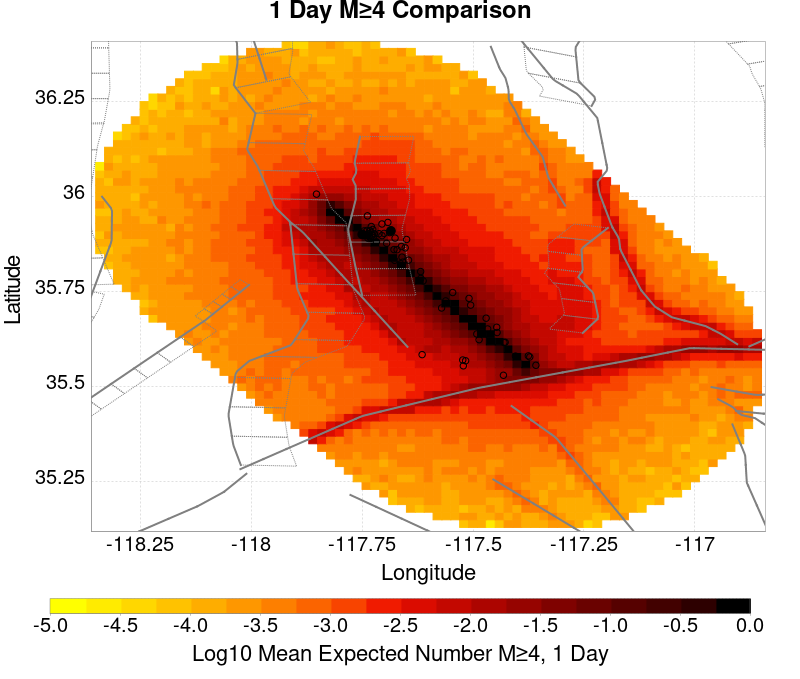 1 Day M≥4 Comparison
36.25
36
35.75
35.5
35.25
Latitude
-118.25 -118 -117.75 -117.5 -117.25 -117
Longitude
-5.0 -4.5 -4.0 -3.5 -3.0 -2.5 -2.0 -1.5 -1.0 -0.5 0.0
Log10 Mean Expected Number M≥4, 1 Day